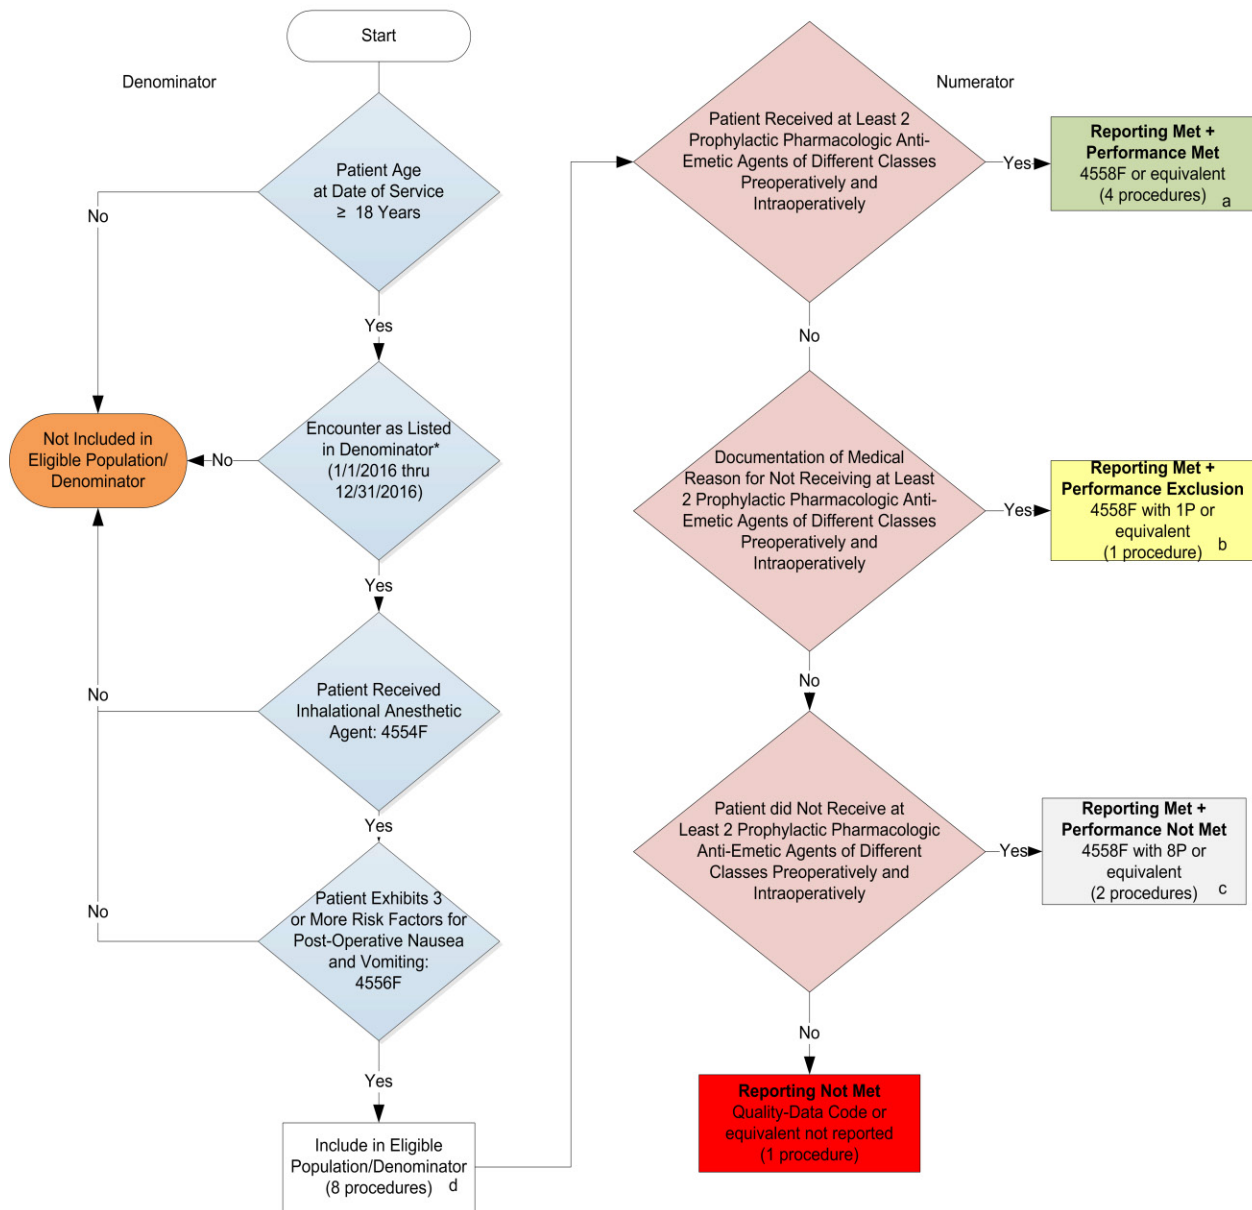 Start
Denominator
Patient Age
at Date of Service
≥ 18 Years
No
Yes
Encounter as Listed
in Denominator*
(1/1/2016 thru
12/31/2016)
No
Not Included in
Eligible Population/
Denominator
Yes
Patient Received
Inhalational Anesthetic
Agent: 4554F
No
Yes
Patient Exhibits 3
or More Risk Factors for
Post-Operative Nausea
and Vomiting:
4556F
No
Yes
Include in Eligible
Population/Denominator
(8 procedures) d
Numerator
Patient Received at Least 2
Prophylactic Pharmacologic Anti-
Emetic Agents of Different Classes
Preoperatively and
Intraoperatively
Yes
Reporting Met +
Performance Met
4558F or equivalent
(4 procedures) a
No
Documentation of Medical
Reason for Not Receiving at Least
2 Prophylactic Pharmacologic Anti-
Emetic Agents of Different Classes
Preoperatively and
Intraoperatively
Yes
Reporting Met +
Performance Exclusion
4558F with 1P or
equivalent
(1 procedure) b
No
Patient did Not Receive at
Least 2 Prophylactic Pharmacologic
Anti-Emetic Agents of Different
Classes Preoperatively and
Intraoperatively
Yes
Reporting Met +
Performance Not Met
4558F with 8P or
equivalent
(2 procedures) c
No
Reporting Not Met
Quality-Data Code or
equivalent not reported
(1 procedure)